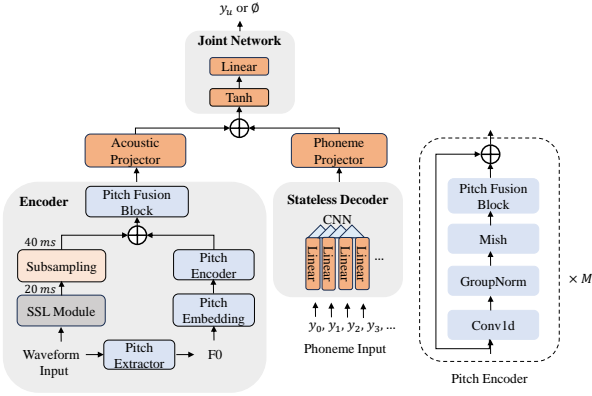 y_u or ∅
Joint Network
Linear
Tanh
Acoustic
Projector
Phoneme
Projector
Encoder
Pitch Fusion
Block
40 ms
Subsampling
20 ms
SSL Module
Waveform
Input
Pitch
Extractor
F0
Pitch
Encoder
Pitch
Embedding
Stateless Decoder
CNN
Linear
Linear
Linear
Linear
...
y_0, y_1, y_2, y_3, ...
Phoneme Input
Pitch Fusion
Block
Mish
GroupNorm
Conv1d
× M
Pitch Encoder